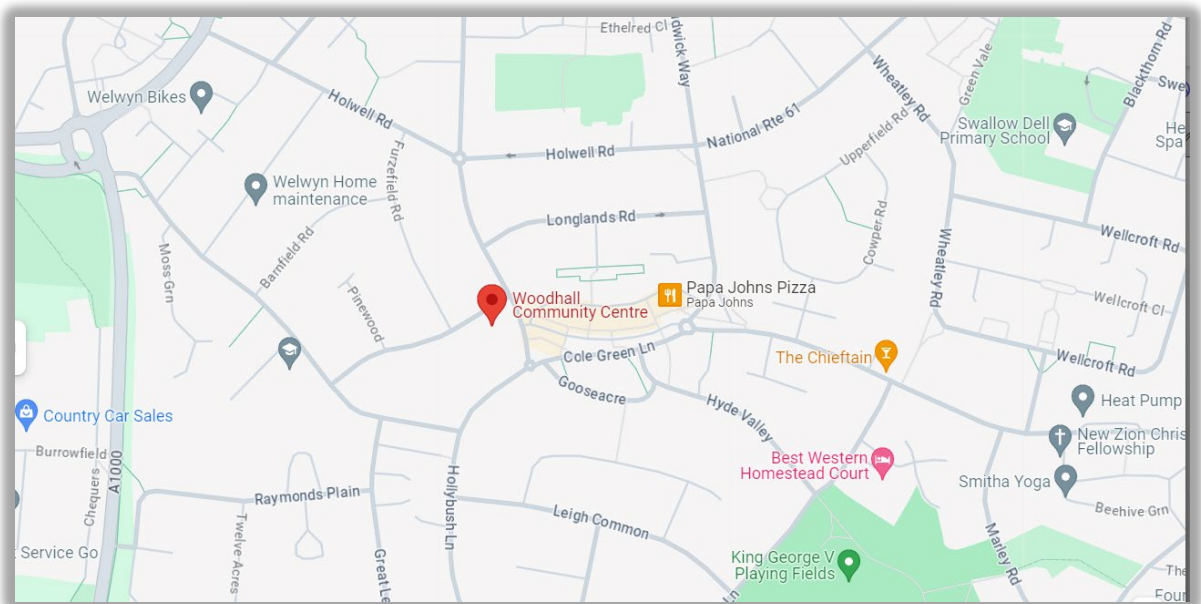 Ethelred Cl
dwick Way
Welwyn Bikes
Holwell Rd
Wheatley Rd
Green Vale
Blackthorn Rd
Swe
National Rte 61
Holwell Rd
Swallow Dell
Primary School
He
Spa
Upperfield Rd
Furzefield Rd
Welwyn Home
maintenance
Longlands Rd
Cowper Rd
Wheatley Rd
Wellcroft Rd
Moss Grn
Barnfield Rd
Pinewood
Woodhall
Community Centre
Papa Johns Pizza
Papa Johns
Wellcroft Cl
Cole Green Ln
The Chieftain
Wellcroft Rd
Gooseacre
Hyde Valley
Heat Pump
Country Car Sales
New Zion Chris
Fellowship
Burrowfield
Chequers
A1000
Best Western
Homestead Court
Smitha Yoga
Raymonds Plain
Hollybush Ln
Leigh Common
Beehive Grn
Twelve Acres
Service Go
Great Le
King George V
Playing Fields
Ln
Marley Rd
The
Four